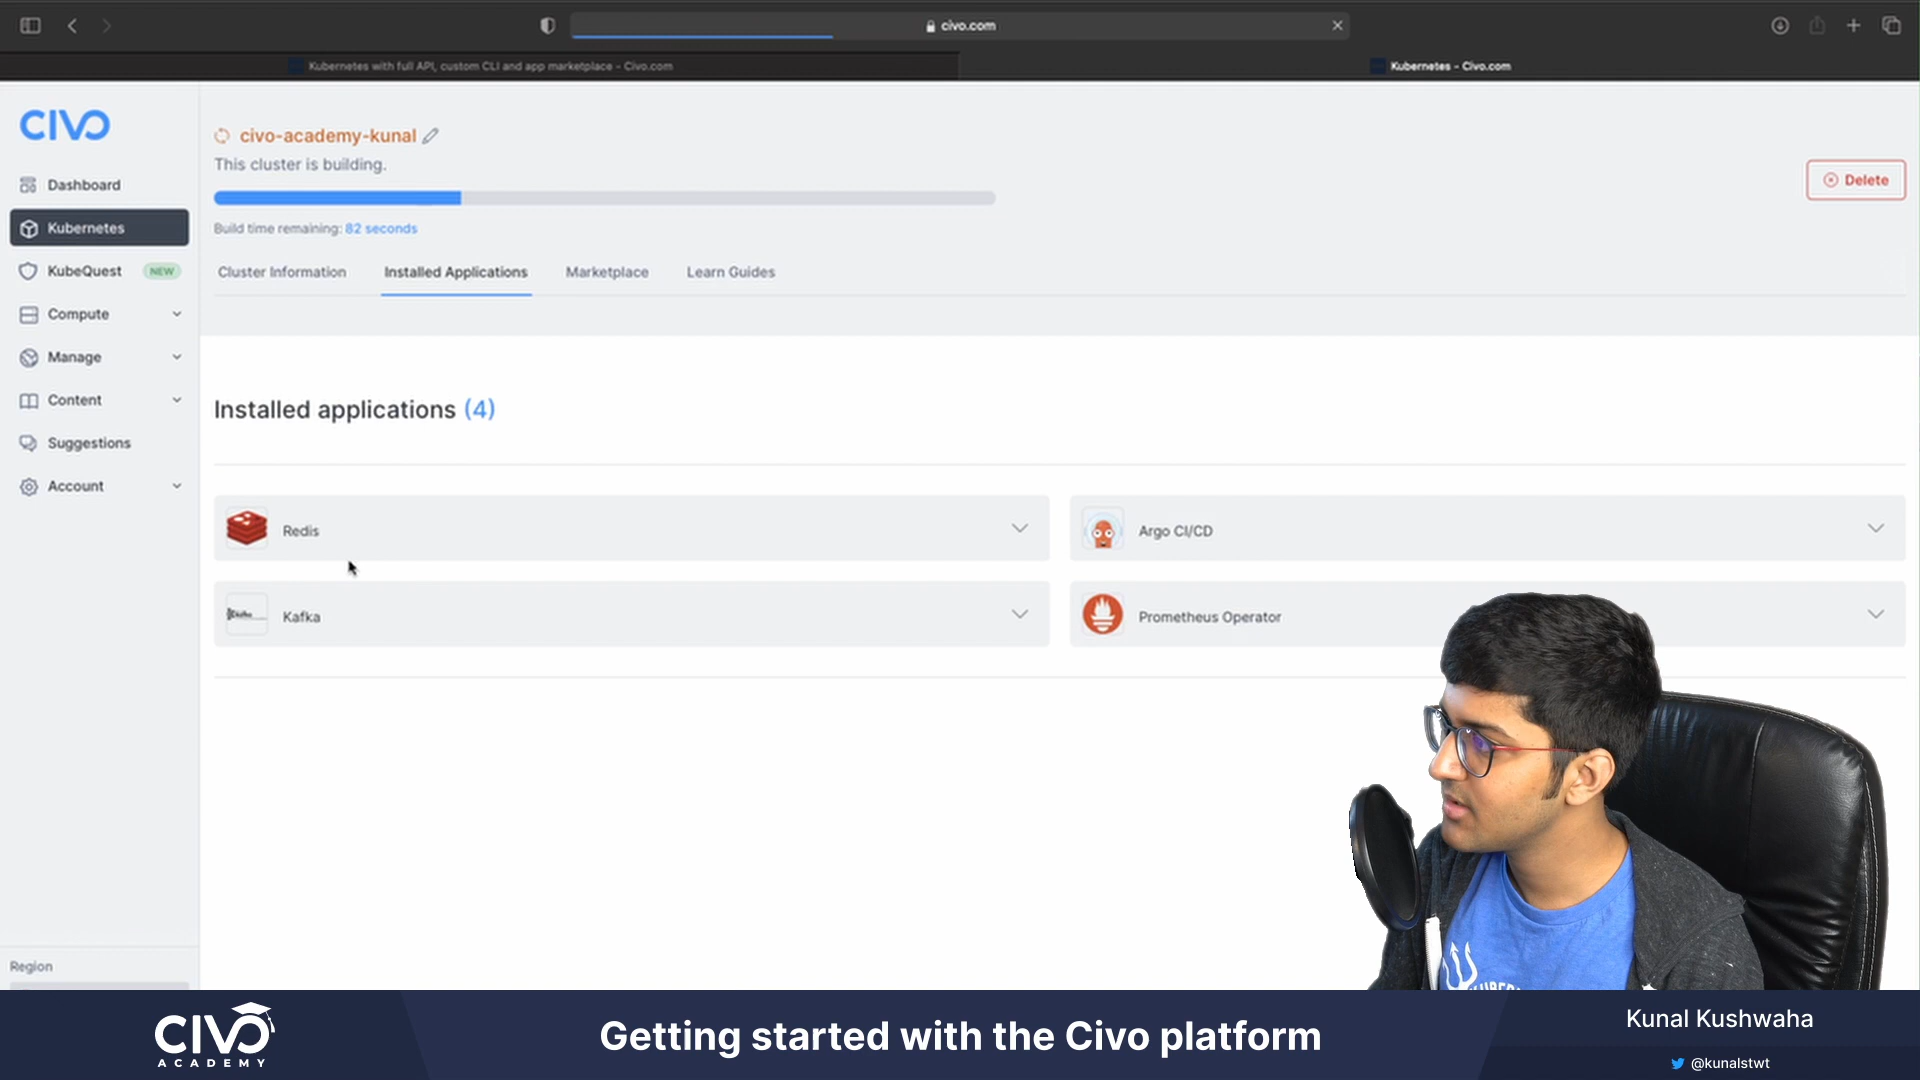 civo.com
Kubernetes with full API, custom CLI and app marketplace - Civo.com
Kubernetes - Civo.com
CIVO
civo-academy-kunal
This cluster is building.
Delete
Build time remaining: 82 seconds
Dashboard
Kubernetes
KubeQuest NEW
Compute
Manage
Content
Suggestions
Account
Region
Cluster Information
Installed Applications
Marketplace
Learn Guides
Installed applications (4)
Redis
Argo CI/CD
Kafka
Prometheus Operator
CIVO
ACADEMY
Getting started with the Civo platform
Kunal Kushwaha
@kunalstwt